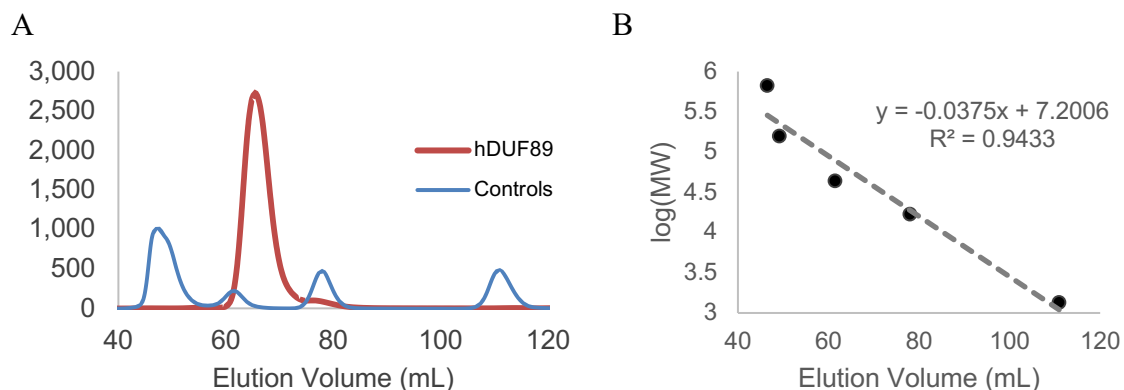 A
3,000
2,500
2,000
1,500
1,000
500
0
40 60 80 100 120
Elution Volume (mL)
hDUF89
Controls
B
log(MW)
6
5.5
5
4.5
4
3.5
3
40 60 80 100 120
Elution Volume (mL)
y = -0.0375x + 7.2006
R² = 0.9433